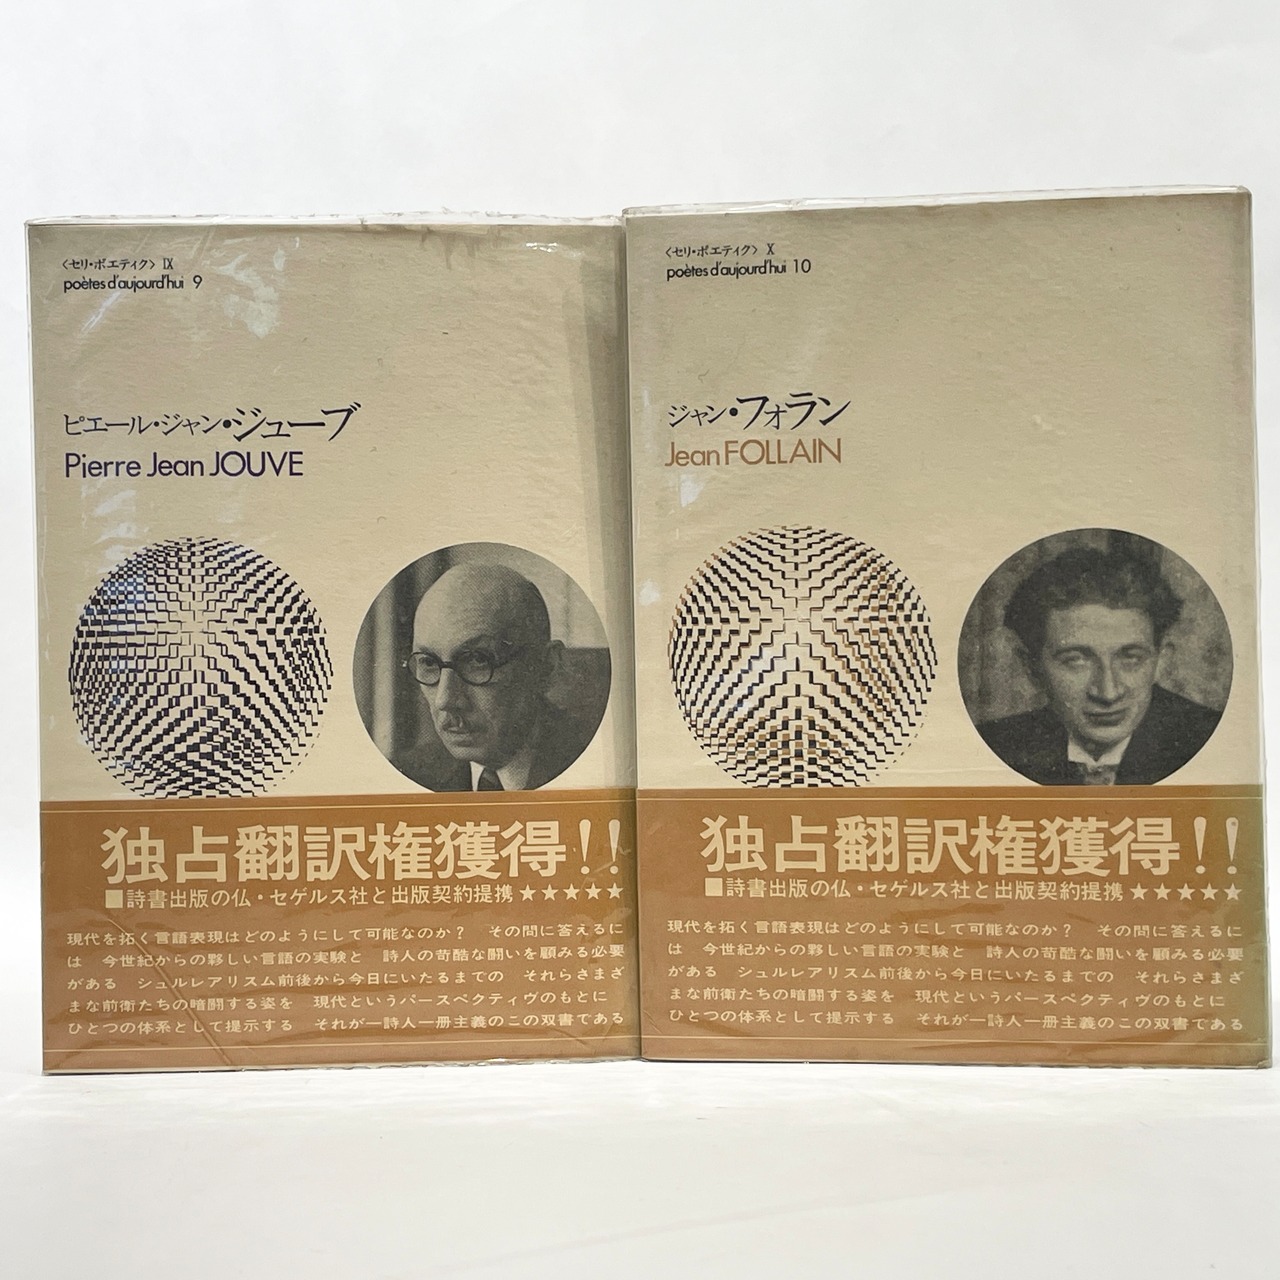 〈セリ・ポエティク〉 IX
poètes d'aujourd'hui 9
ピエール・ジャン・ジューブ
Pierre Jean JOUVE
独占翻訳権獲得!!
■詩書出版の仏・セゲルス社と出版契約提携★★★★★
現代を拓く言語表現はどのようにして可能なのか? その問に答えるに
は 今世紀からの夥しい言語の実験と 詩人の苛酷な闘いを顧みる必要
がある シュルレアリスム前後から今日にいたるまでの それらさまざ
まな前衛たちの暗闘する姿を 現代というパースペクティヴのもとに
ひとつの体系として提示する それが一詩人一冊主義のこの双書である
〈セリ・ポエティク〉 X
poètes d'aujourd'hui 10
ジャン・フォラン
Jean FOLLAIN
独占翻訳権獲得!!
■詩書出版の仏・セゲルス社と出版契約提携★★★★★
現代を拓く言語表現はどのようにして可能なのか? その問に答えるに
は 今世紀からの夥しい言語の実験と 詩人の苛酷な闘いを顧みる必要
がある シュルレアリスム前後から今日にいたるまでの それらさまざ
まな前衛たちの暗闘する姿を 現代というパースペクティヴのもとに
ひとつの体系として提示する それが一詩人一冊主義のこの双書である